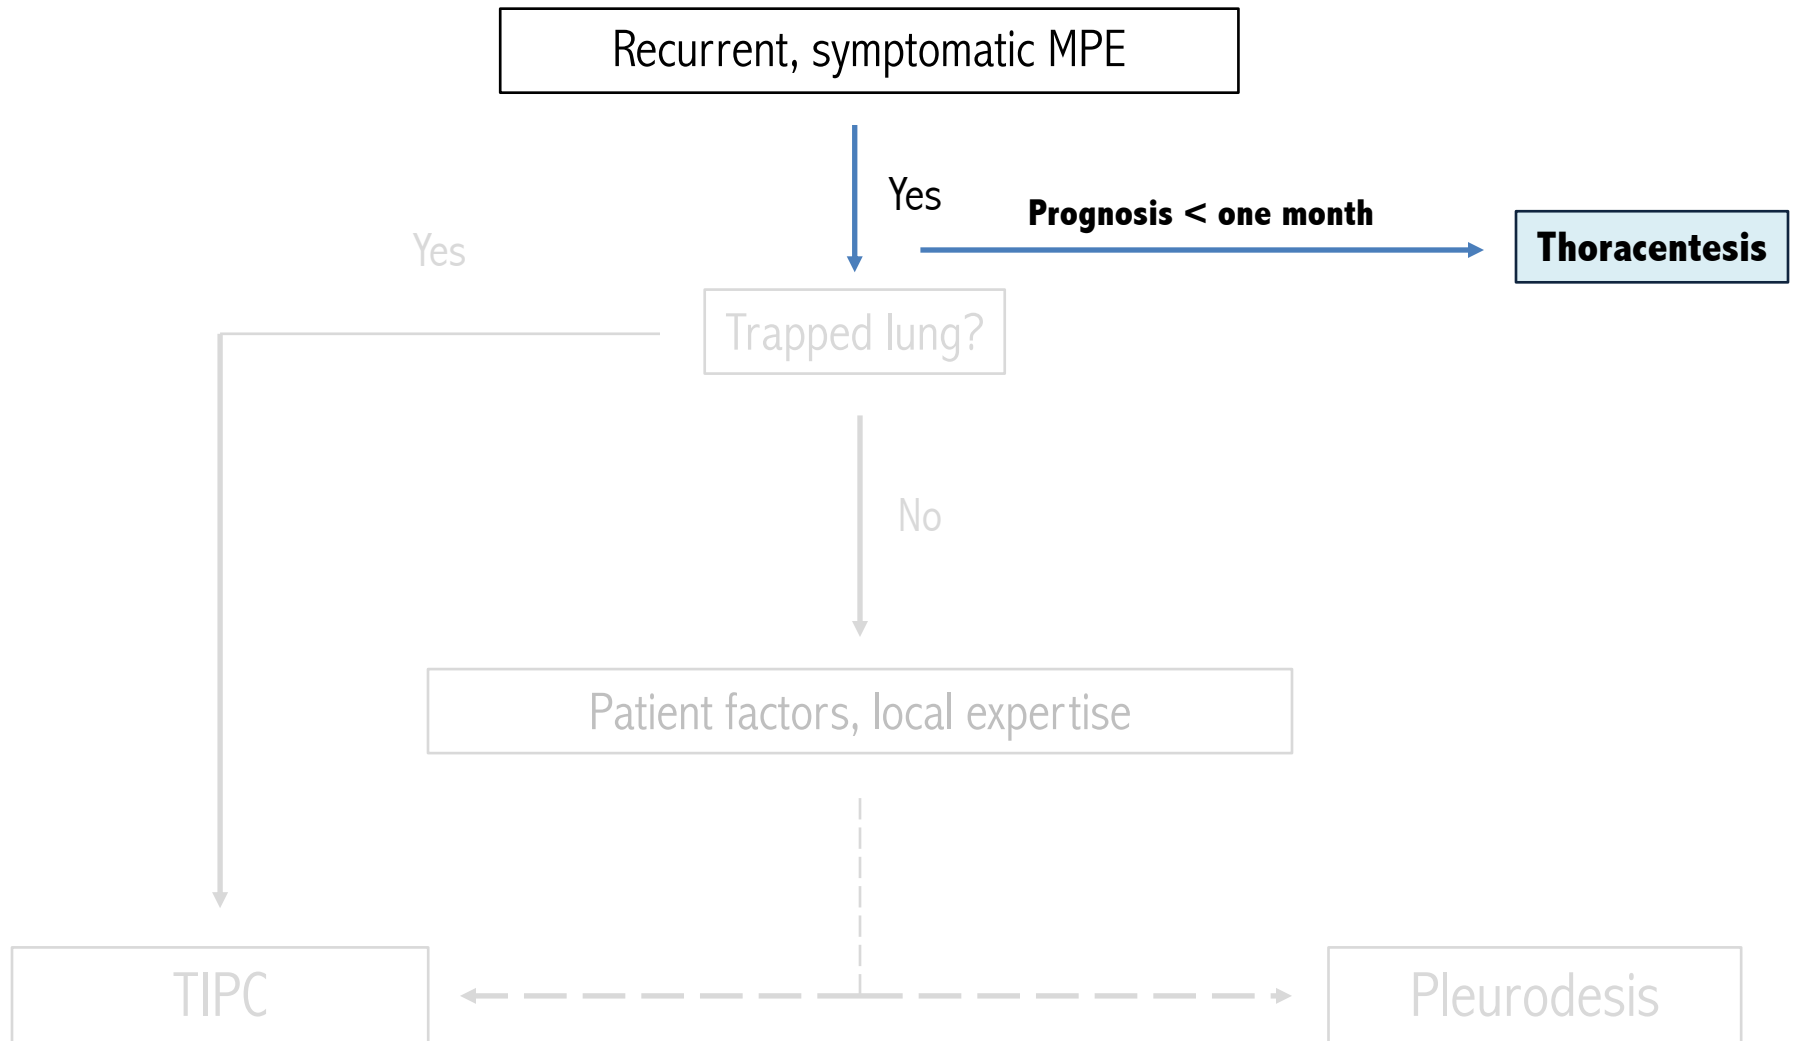 Recurrent, symptomatic MPE
Yes
Prognosis < one month
Thoracentesis
Yes
Trapped lung?
No
Patient factors, local expertise
TIPC
Pleurodesis